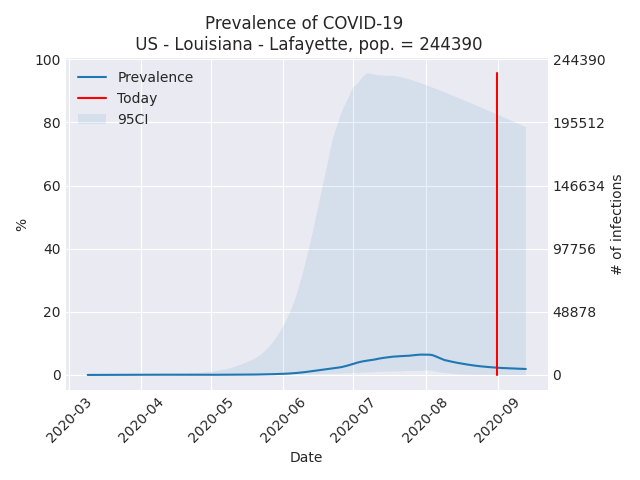 Prevalence of COVID-19
US - Louisiana - Lafayette, pop. = 244390
Prevalence
Today
95CI
100
80
60
40
20
0
%
244390
195512
146634
97756
48878
0
# of infections
2020-03
2020-04
2020-05
2020-06
2020-07
2020-08
2020-09
Date